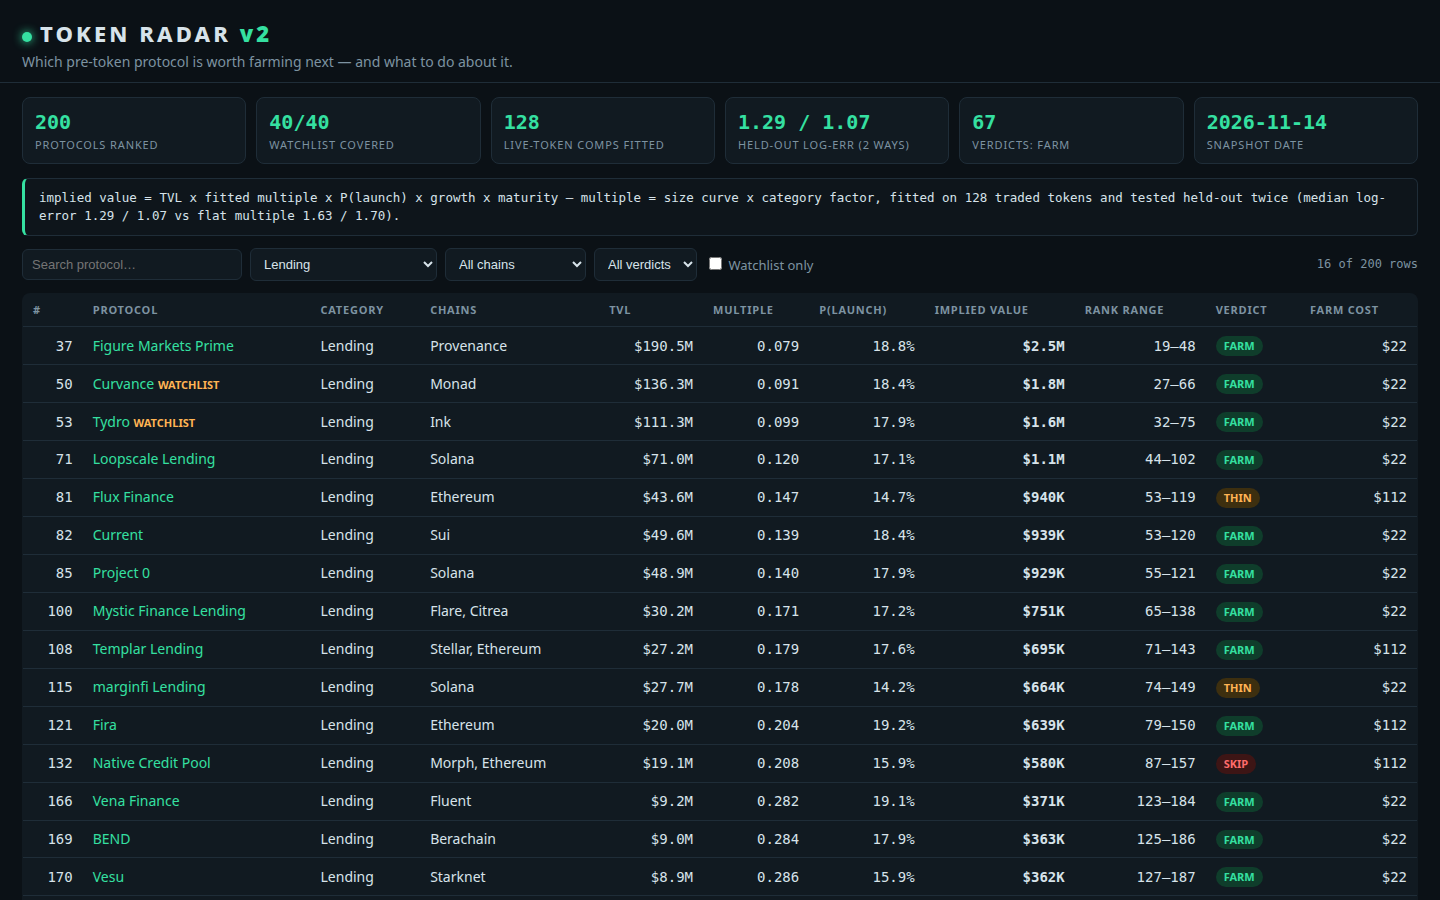 TOKEN RADAR v2
Which pre-token protocol is worth farming next — and what to do about it.
200 40/40 128 1.29 / 1.07 67 2026-11-14
PROTOCOLS RANKED WATCHLIST COVERED LIVE-TOKEN COMPS FITTED HELD-OUT LOG-ERR (2 WAYS) VERDICTS: FARM SNAPSHOT DATE
implied value = TVL x fitted multiple x P(launch) x growth x maturity — multiple = size curve x category factor, fitted on 128 traded tokens and tested held-out twice (median log-
error 1.29 / 1.07 vs flat multiple 1.63 / 1.70).
Search protocol… Lending All chains All verdicts Watchlist only 16 of 200 rows
# PROTOCOL CATEGORY CHAINS TVL MULTIPLE P(LAUNCH) IMPLIED VALUE RANK RANGE VERDICT FARM COST
37 Figure Markets Prime Lending Provenance $190.5M 0.079 18.8% $2.5M 19–48 FARM $22
50 Curvance WATCHLIST Lending Monad $136.3M 0.091 18.4% $1.8M 27–66 FARM $22
53 Tydro WATCHLIST Lending Ink $111.3M 0.099 17.9% $1.6M 32–75 FARM $22
71 Loopscale Lending Lending Solana $71.0M 0.120 17.1% $1.1M 44–102 FARM $22
81 Flux Finance Lending Ethereum $43.6M 0.147 14.7% $940K 53–119 THIN $112
82 Current Lending Sui $49.6M 0.139 18.4% $939K 53–120 FARM $22
85 Project 0 Lending Solana $48.9M 0.140 17.9% $929K 55–121 FARM $22
100 Mystic Finance Lending Lending Flare, Citrea $30.2M 0.171 17.2% $751K 65–138 FARM $22
108 Templar Lending Lending Stellar, Ethereum $27.2M 0.179 17.6% $695K 71–143 FARM $112
115 marginfi Lending Lending Solana $27.7M 0.178 14.2% $664K 74–149 THIN $22
121 Fira Lending Ethereum $20.0M 0.204 19.2% $639K 79–150 FARM $112
132 Native Credit Pool Lending Morph, Ethereum $19.1M 0.208 15.9% $580K 87–157 SKIP $112
166 Vena Finance Lending Fluent $9.2M 0.282 19.1% $371K 123–184 FARM $22
169 BEND Lending Berachain $9.0M 0.284 17.9% $363K 125–186 FARM $22
170 Vesu Lending Starknet $8.9M 0.286 15.9% $362K 127–187 FARM $22